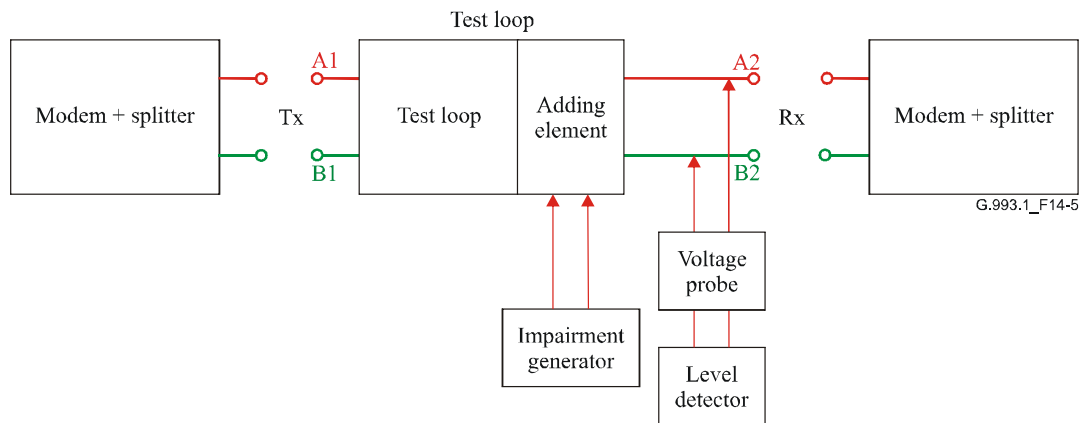 Test loop
A1
A2
Modem + splitter
Tx
Test loop
Adding
element
Rx
Modem + splitter
B1
B2
G.993.1_F14-5
Voltage
probe
Impairment
generator
Level
detector